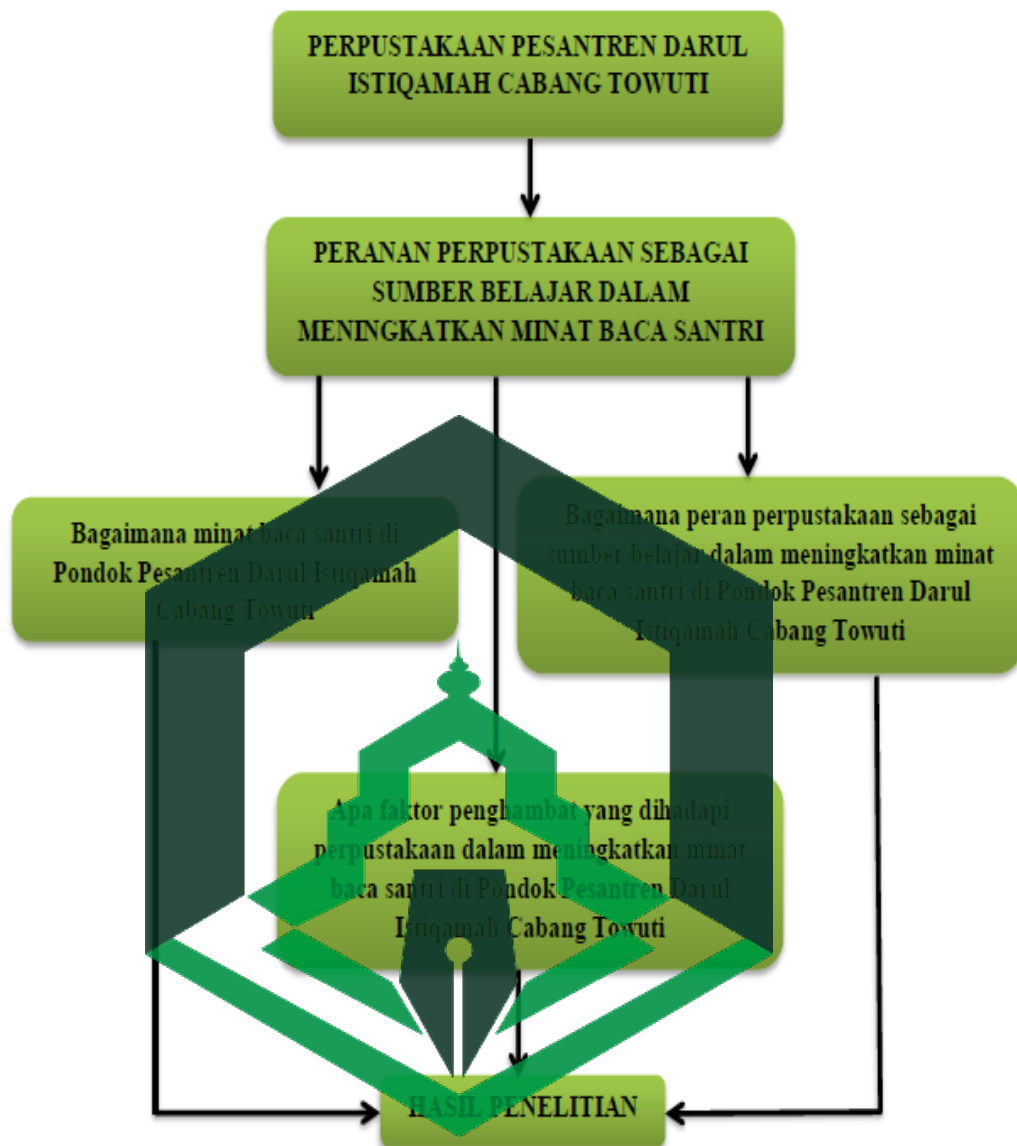 PERPUSTAKAAN PESANTREN DARUL
ISTIQAMAH CABANG TOWUTI
PERANAN PERPUSTAKAAN SEBAGAI
SUMBER BELAJAR DALAM
MENINGKATKAN MINAT BACA SANTRI
Bagaimana minat baca santri di
Pondok Pesantren Darul Istiqamah
Cabang Towuti
Bagaimana peran perpustakaan sebagai
sumber belajar dalam meningkatkan minat
baca santri di Pondok Pesantren Darul
Istiqamah Cabang Towuti
Apa faktor penghambat yang dihadapi
perpustakaan dalam meningkatkan minat
baca santri di Pondok Pesantren Darul
Istiqamah Cabang Towuti
HASIL PENELITIAN